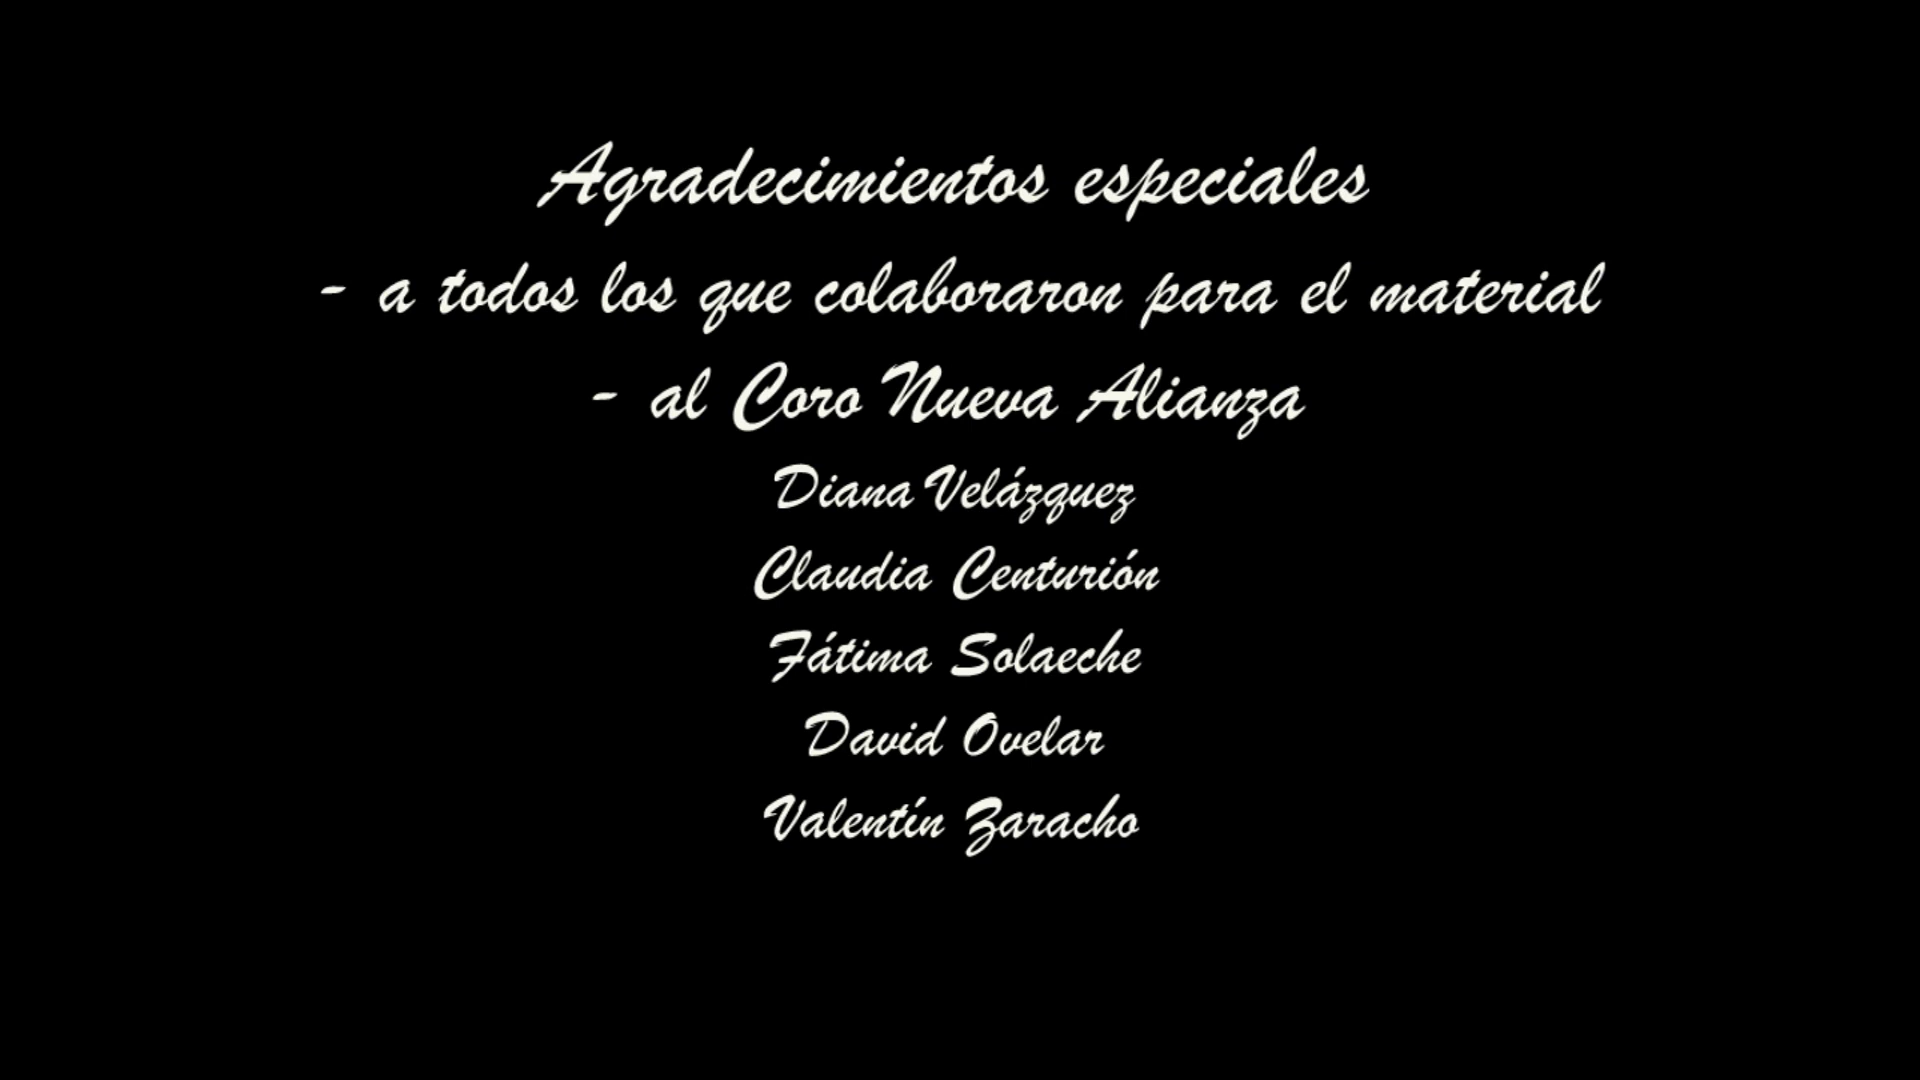 Agradecimientos especiales
- a todos los que colaboraron para el material
- al Coro Nueva Alianza
Diana Velázquez
Claudia Centurión
Fátima Solaeche
David Ovelar
Valentín Zaracho